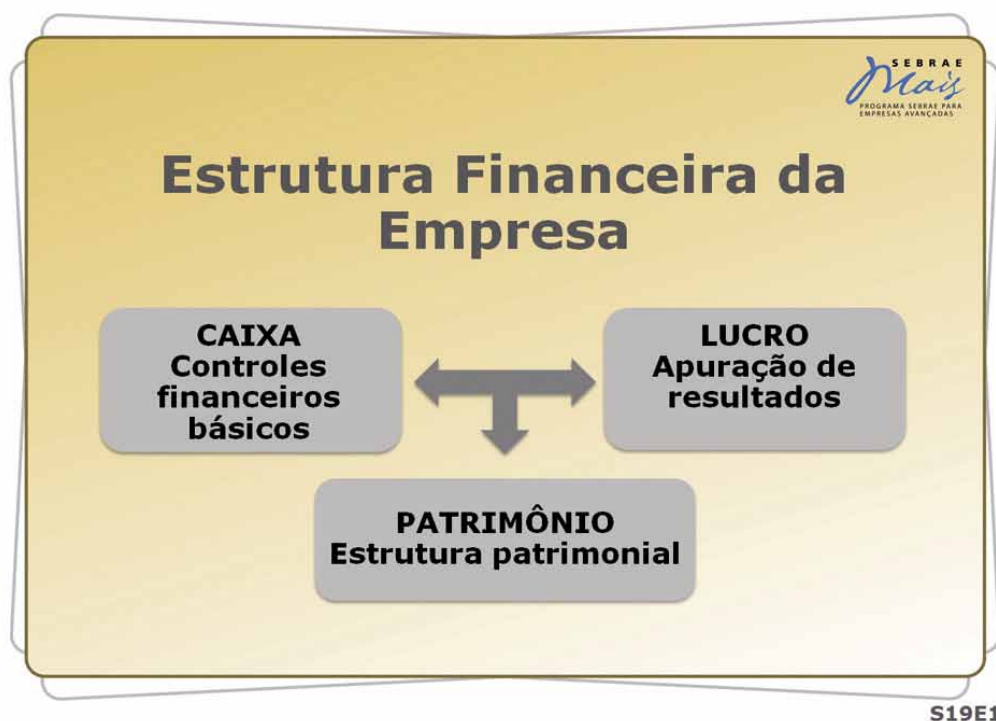 SEBRAE
Mais
PROGRAMA SEBRAE PARA
EMPRESAS AVANÇADAS
Estrutura Financeira da
Empresa
CAIXA
Controles
financeiros
básicos
LUCRO
Apuração de
resultados
PATRIMÔNIO
Estrutura patrimonial
S19E1